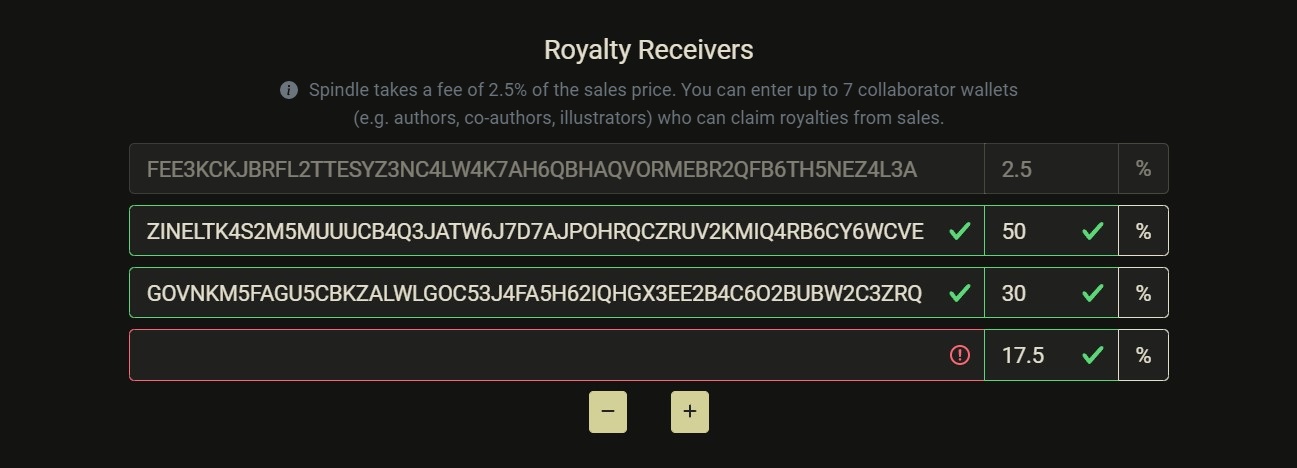 Royalty Receivers
i Spindle takes a fee of 2.5% of the sales price. You can enter up to 7 collaborator wallets
(e.g. authors, co-authors, illustrators) who can claim royalties from sales.
FEE3KCKJBRFL2TTESYZ3NC4LW4K7AH6QBHAQVORMEBR2QFB6TH5NEZ4L3A 2.5 %
ZINELTK4S2M5MUUUCB4Q3JATW6J7D7AJPOHRQCZRUV2KMIQ4RB6CY6WCVE 50 %
GOVNKM5FAGU5CBKZALWLGOC53J4FA5H62IQHGX3EE2B4C6O2BUBW2C3ZRQ 30 %
17.5 %
− +